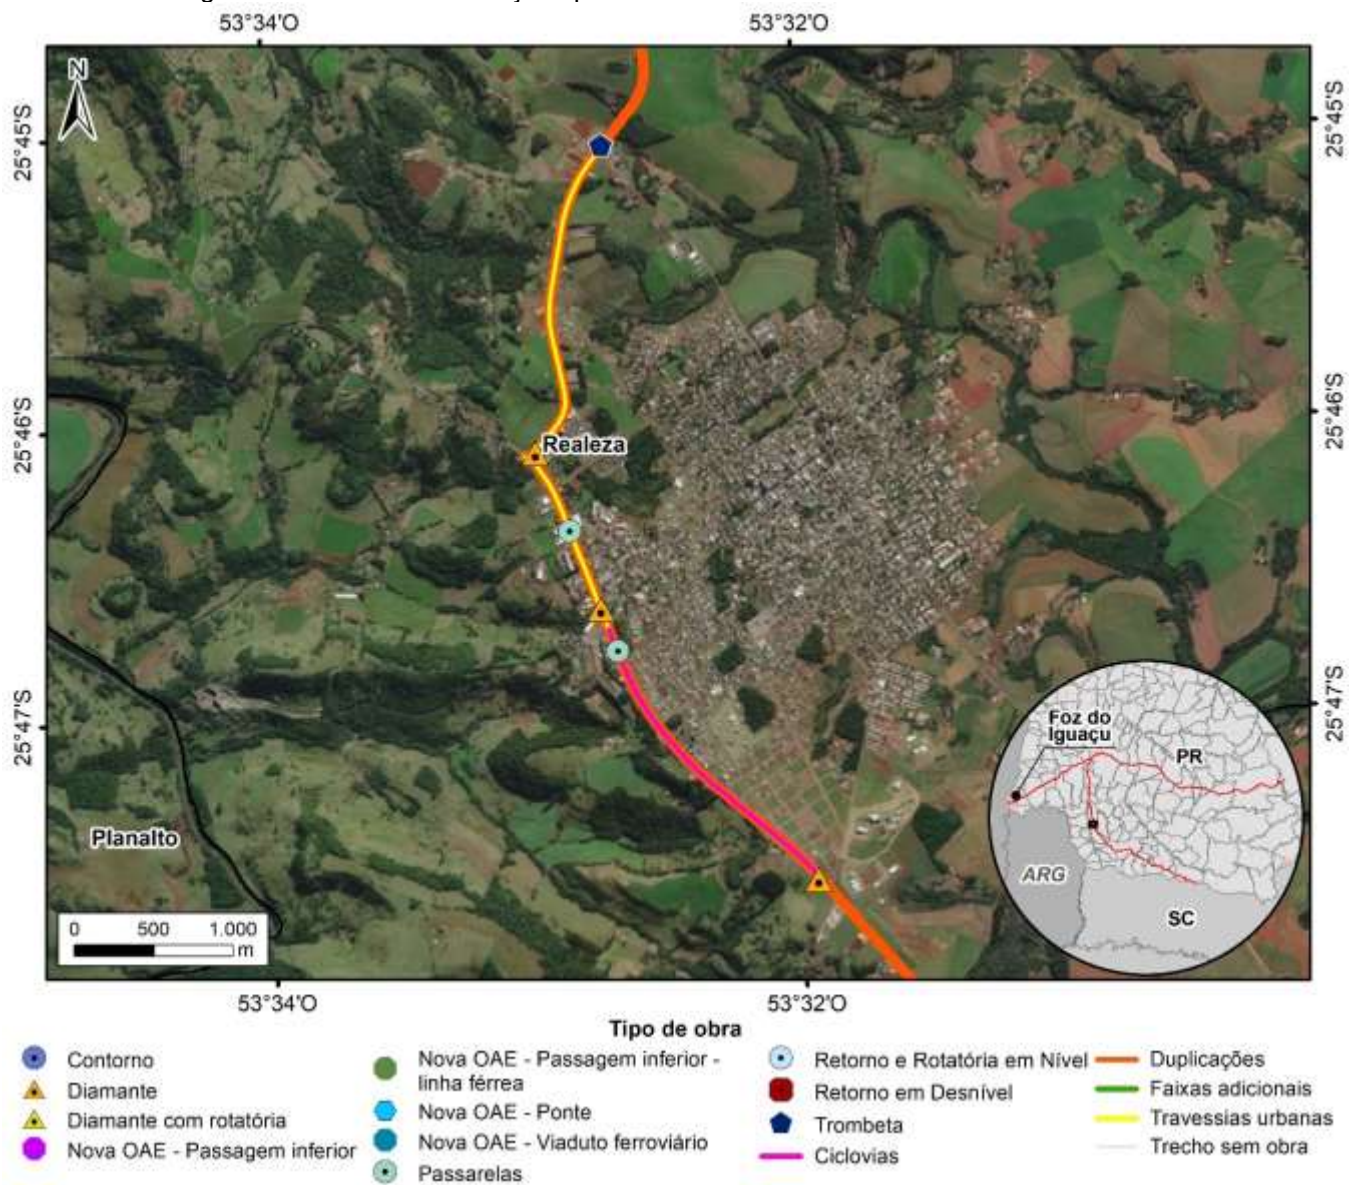 53°34'O
53°32'O
N
25°45'S
25°45'S
25°46'S
25°46'S
Realeza
25°47'S
25°47'S
Foz do
Iguaçu
PR
Planalto
ARG
SC
0 500 1.000
m
53°34'O
53°32'O
Tipo de obra
Contorno
Diamante
Diamante com rotatória
Nova OAE - Passagem inferior
Nova OAE - Passagem inferior -
linha férrea
Nova OAE - Ponte
Nova OAE - Viaduto ferroviário
Passarelas
Retorno e Rotatória em Nível
Retorno em Desnível
Trombeta
Ciclovias
Duplicações
Faixas adicionais
Travessias urbanas
Trecho sem obra